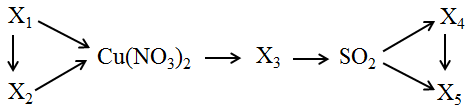 X₁ X₄
Cu(NO₃)₂ → X₃ → SO₂
X₂ X₅